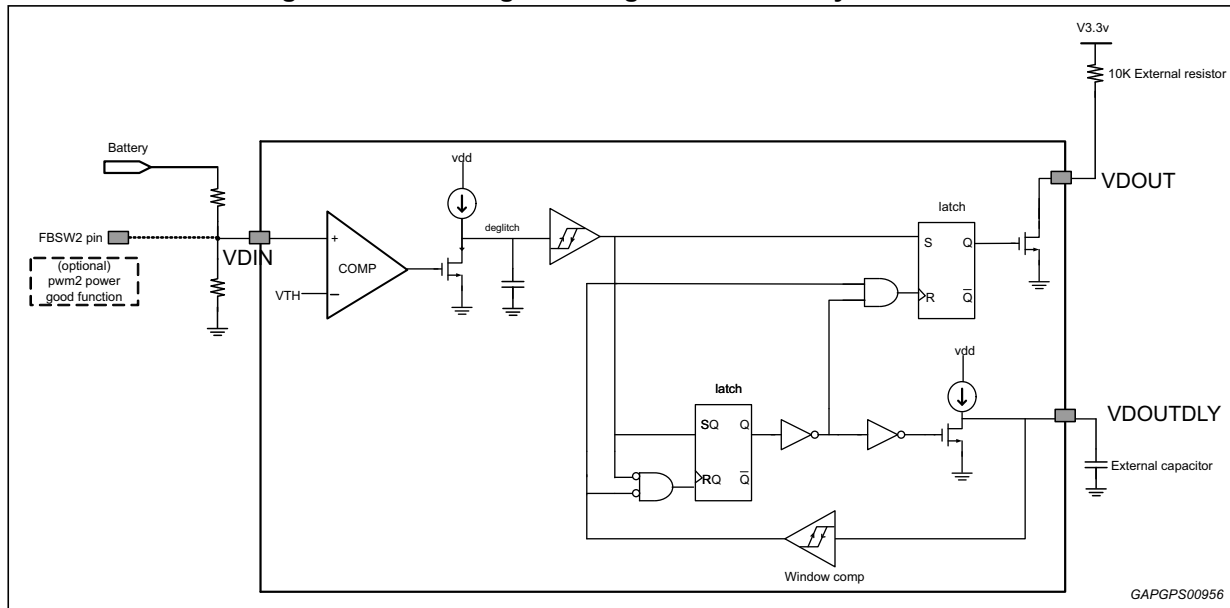 V3.3v
10K External resistor
Battery
vdd
VDOUT
latch
deglitch
FBSW2 pin
VDIN
+
COMP
S
Q
(optional)
pwm2 power
good function
VTH
−
R
Q
vdd
latch
VDOUTDLY
SQ
Q
External capacitor
RQ
Q
Window comp
GAPGPS00956